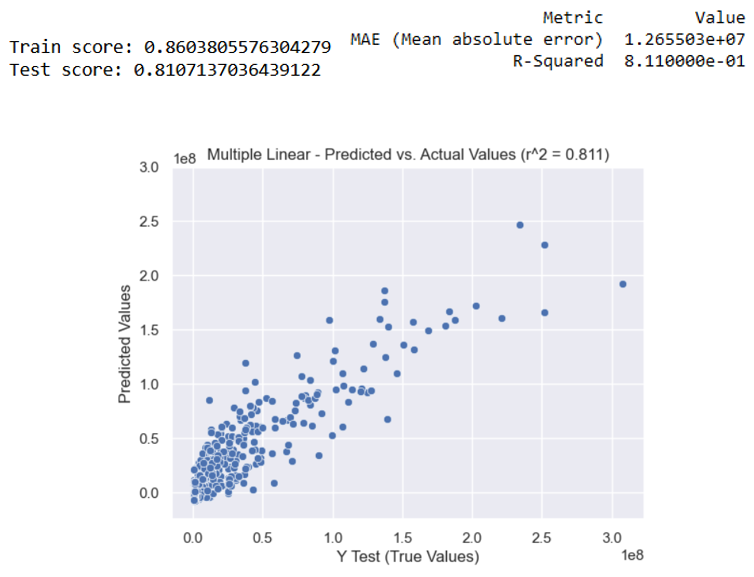 Train score: 0.8603805576304279
Test score: 0.8107137036439122
Metric Value
MAE (Mean absolute error) 1.265503e+07
R-Squared 8.110000e-01
Multiple Linear - Predicted vs. Actual Values (r^2 = 0.811)
1e8
3.0
2.5
2.0
1.5
1.0
0.5
0.0
Predicted Values
0.0 0.5 1.0 1.5 2.0 2.5 3.0
1e8
Y Test (True Values)